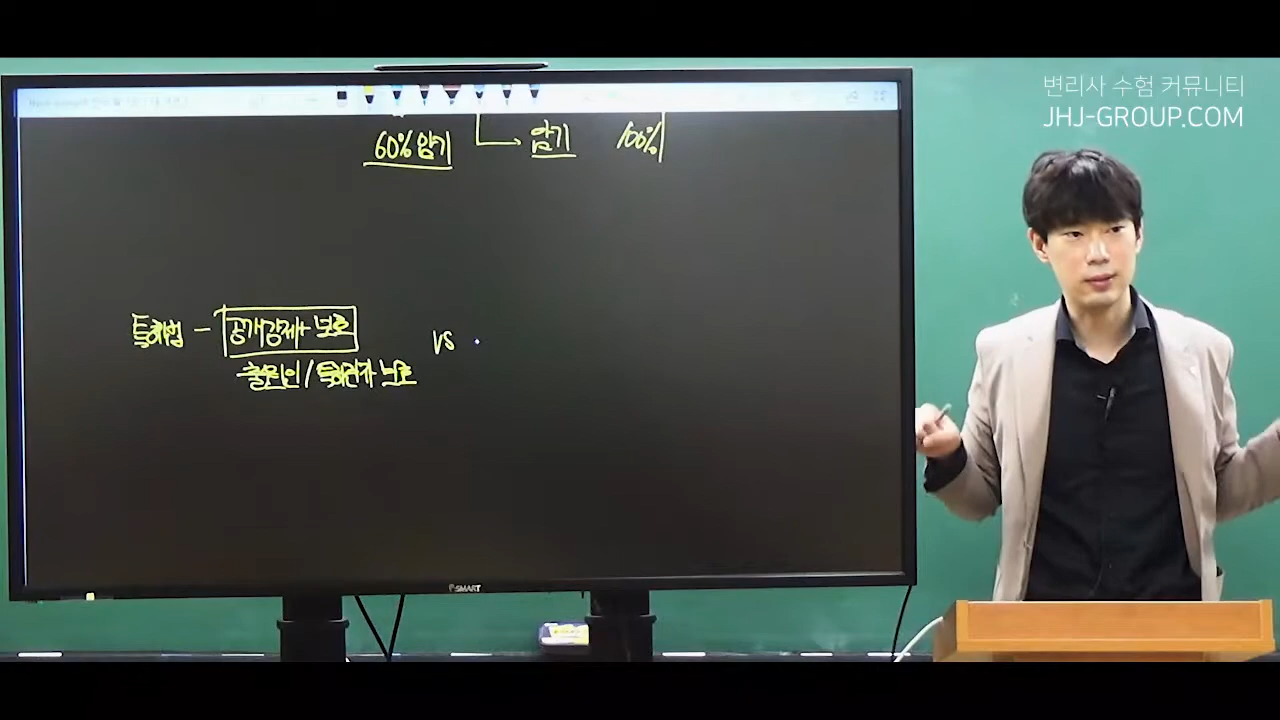 변리사 수험 커뮤니티
JHJ-GROUP.COM
60% 암기 → 암기 100%
특허법 - 공개강제+보호 vs
출원인/특허권자 보호
SMART